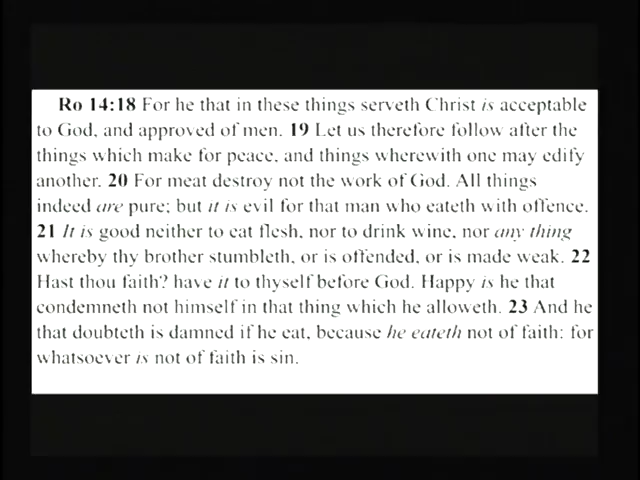 Ro 14:18 For he that in these things serveth Christ is acceptable
to God, and approved of men. 19 Let us therefore follow after the
things which make for peace, and things wherewith one may edify
another. 20 For meat destroy not the work of God. All things
indeed are pure; but it is evil for that man who eateth with offence.
21 It is good neither to eat flesh, nor to drink wine, nor any thing
whereby thy brother stumbleth, or is offended, or is made weak. 22
Hast thou faith? have it to thyself before God. Happy is he that
condemneth not himself in that thing which he alloweth. 23 And he
that doubteth is damned if he eat, because he eateth not of faith: for
whatsoever is not of faith is sin.